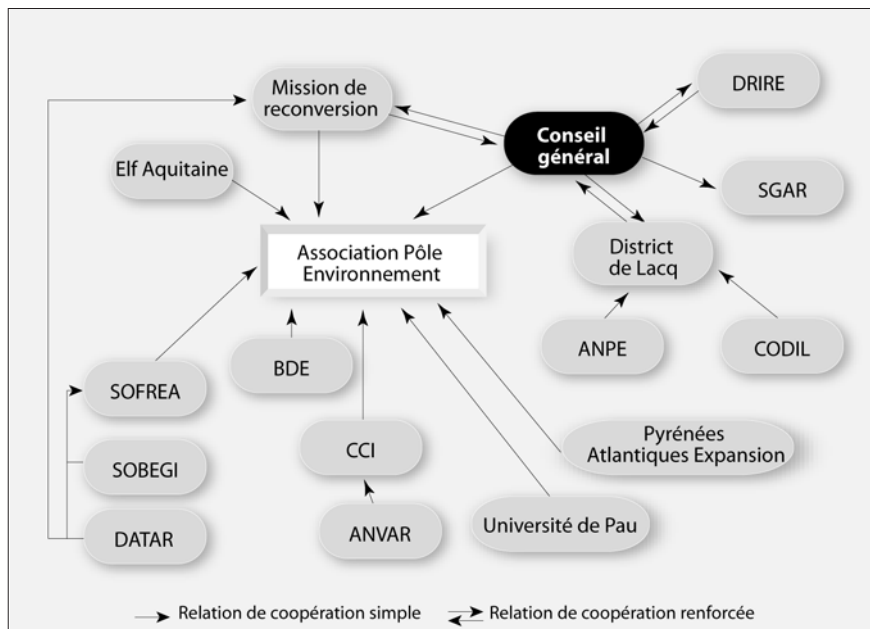 Mission de
reconversion
DRIRE
Conseil
général
Elf Aquitaine
SGAR
Association Pôle
Environnement
District
de Lacq
BDE
ANPE
CODIL
SOFREA
CCI
Pyrénées
Atlantiques Expansion
SOBEGI
DATAR
ANVAR
Université de Pau
Relation de coopération simple
Relation de coopération renforcée